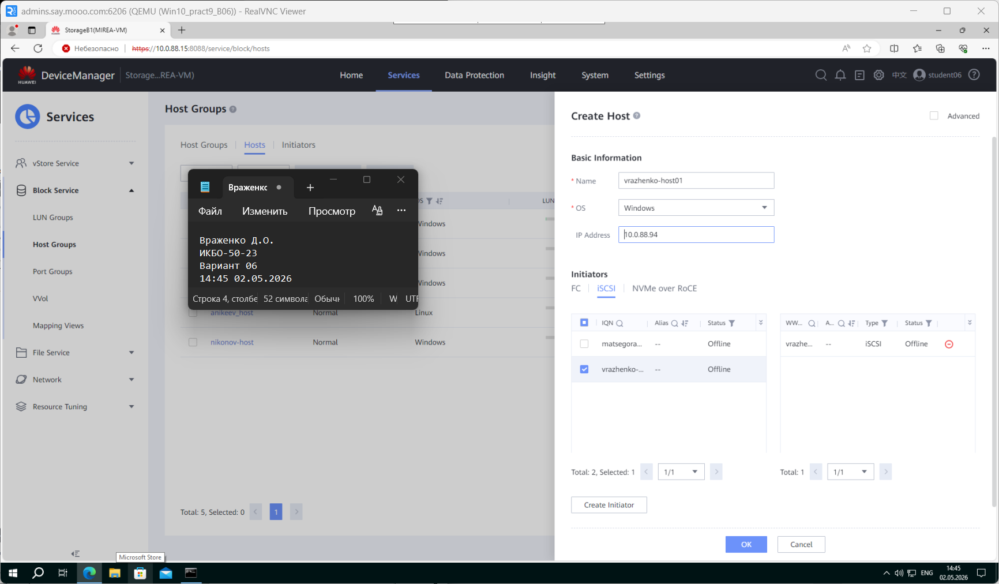 admins.say.mooo.com:6206 (QEMU (Win10_pract9_B06)) - RealVNC Viewer
StorageB1(MIREA-VM)
Небезопасно https://10.0.88.15:8088/service/block/hosts
HUAWEI DeviceManager Storage...REA-VM) Home Services Data Protection Insight System Settings 中文 student06
Services
vStore Service
Block Service
LUN Groups
Host Groups
Port Groups
VVol
Mapping Views
File Service
Network
Resource Tuning
Host Groups
Host Groups Hosts Initiators
LUN
Windows
Windows
Windows
anikeev_host Normal Linux
nikonov-host Normal Windows
Total: 5, Selected: 0 1
Враженко
Файл Изменить Просмотр
Враженко Д.О.
ИКБО-50-23
Вариант 06
14:45 02.05.2026
Строка 4, столбе 52 символа Обычн 100% W UTF
Create Host Advanced
Basic Information
* Name vrazhenko-host01
* OS Windows
IP Address 10.0.88.94
Initiators
FC iSCSI NVMe over RoCE
IQN Alias Status
matsegora... -- Offline
vrazhenko-... -- Offline
Total: 2, Selected: 1 1/1
WW... A... Type Status
vrazhe... -- iSCSI Offline
Total: 1 1/1
Create Initiator
OK Cancel
Microsoft Store
ENG 14:45
02.05.2026